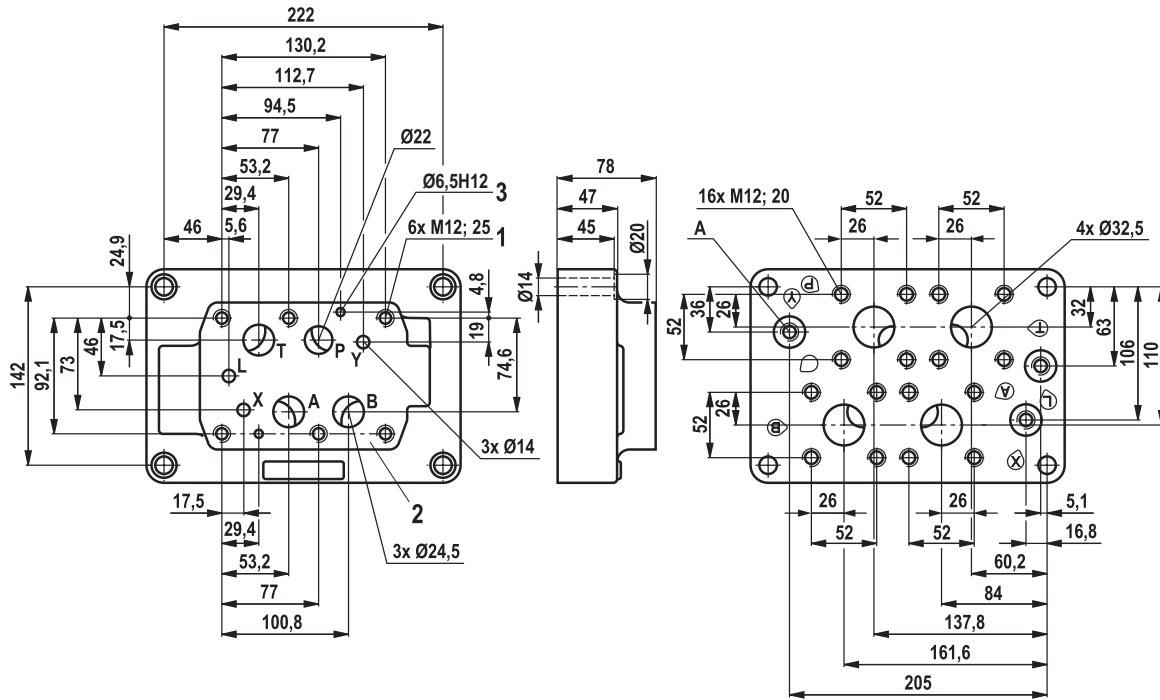 222
130,2
112,7
94,5
77
Ø22
53,2
Ø6,5H12
3
29,4
6x M12; 25
1
46
5,6
24,9
4,8
17,5
19
46
73
92,1
142
74,6
T
P
Y
L
X
A
B
3x Ø14
17,5
2
29,4
3x Ø24,5
53,2
77
100,8
78
47
45
Ø20
Ø14
16x M12; 20
52
52
A
26
26
4x Ø32,5
P
Y
36
26
52
32
63
T
106
110
A
L
26
52
B
X
26
26
5,1
52
52
16,8
60,2
84
137,8
161,6
205